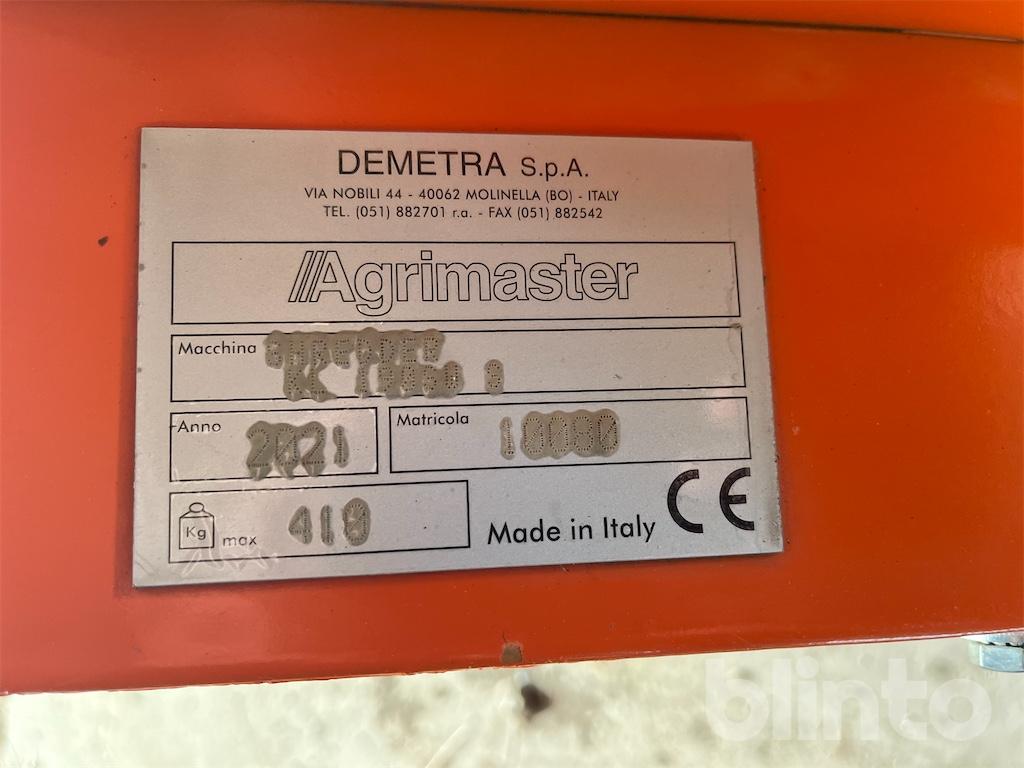 DEMETRA S.p.A.
VIA NOBILI 44 - 40062 MOLINELLA (BO) - ITALY
TEL. (051) 882701 r.a. - FAX (051) 882542
Agrimaster
Macchina SHREDDER
Anno 2021
Matricola 10080
Kg max 410
Made in Italy CE
blinto